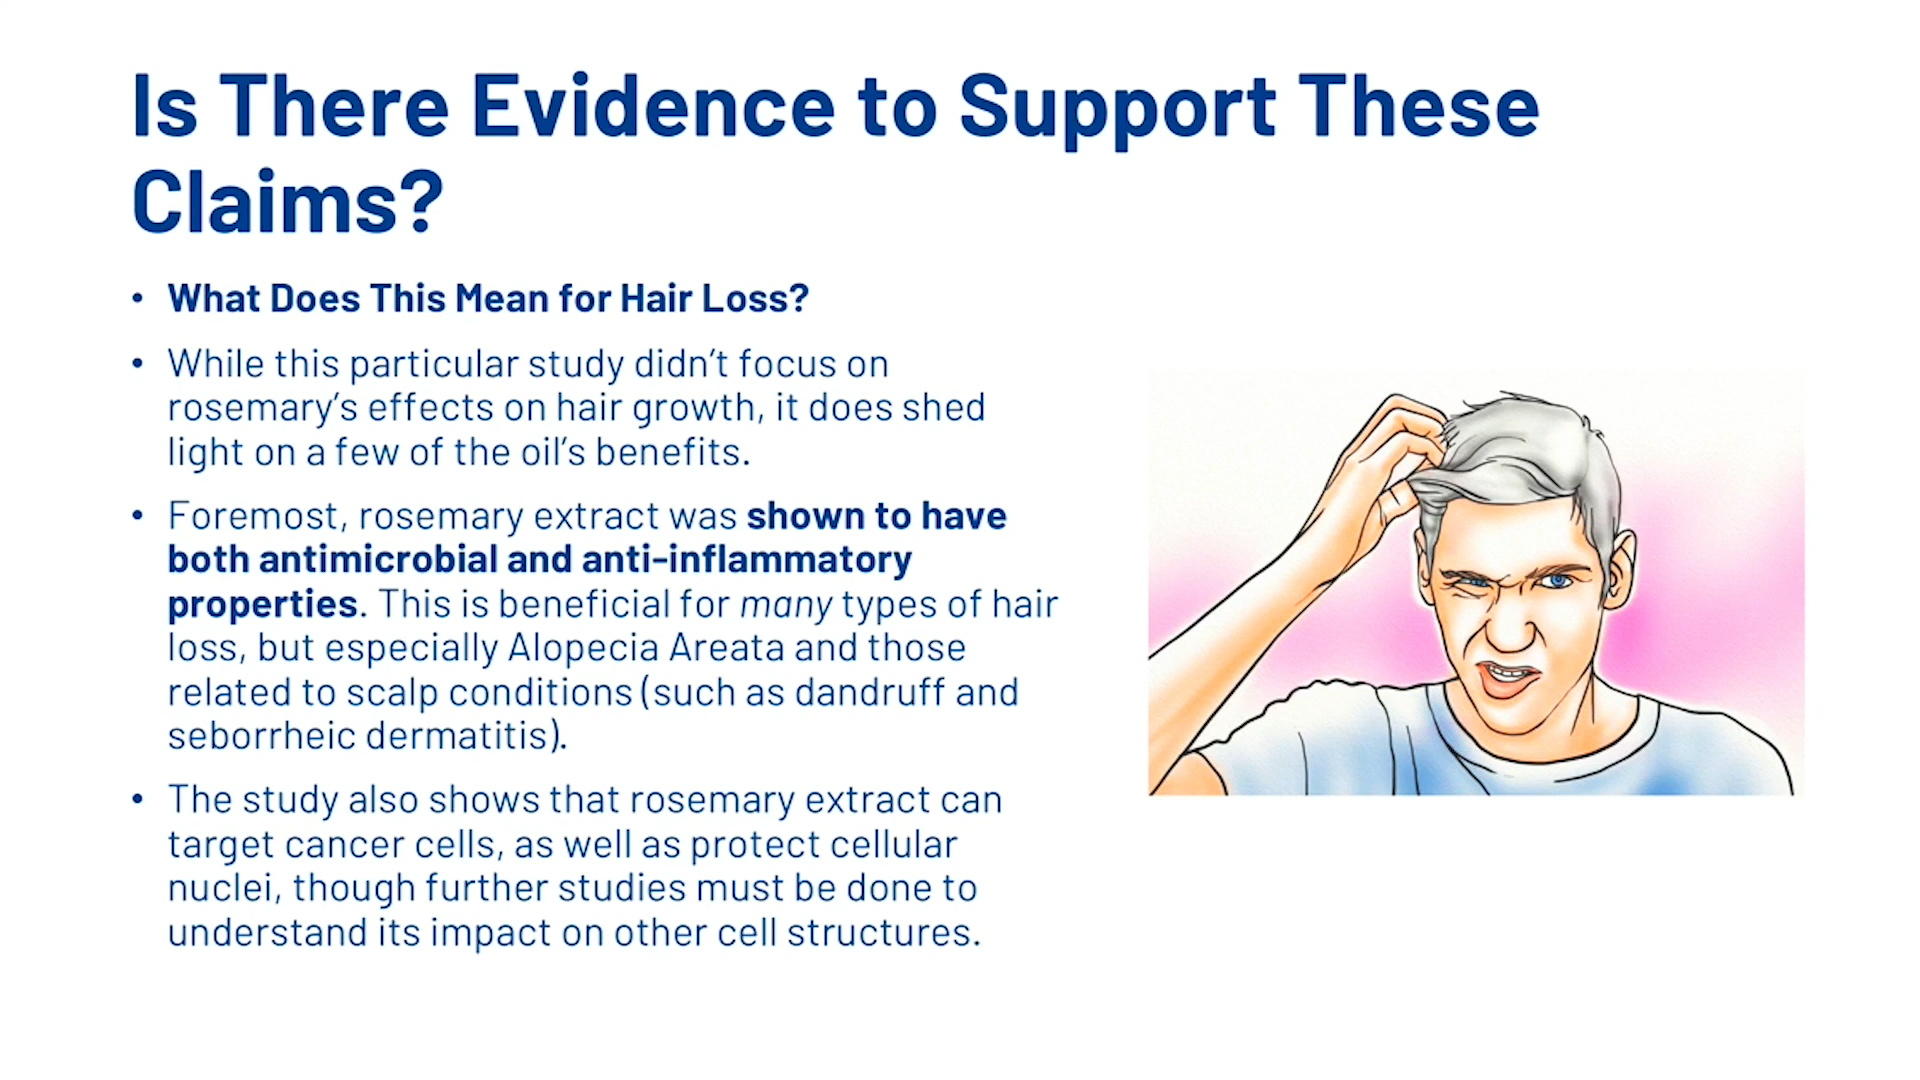 Is There Evidence to Support These
Claims?
• What Does This Mean for Hair Loss?
• While this particular study didn’t focus on
rosemary’s effects on hair growth, it does shed
light on a few of the oil’s benefits.
• Foremost, rosemary extract was shown to have
both antimicrobial and anti-inflammatory
properties. This is beneficial for many types of hair
loss, but especially Alopecia Areata and those
related to scalp conditions (such as dandruff and
seborrheic dermatitis).
• The study also shows that rosemary extract can
target cancer cells, as well as protect cellular
nuclei, though further studies must be done to
understand its impact on other cell structures.